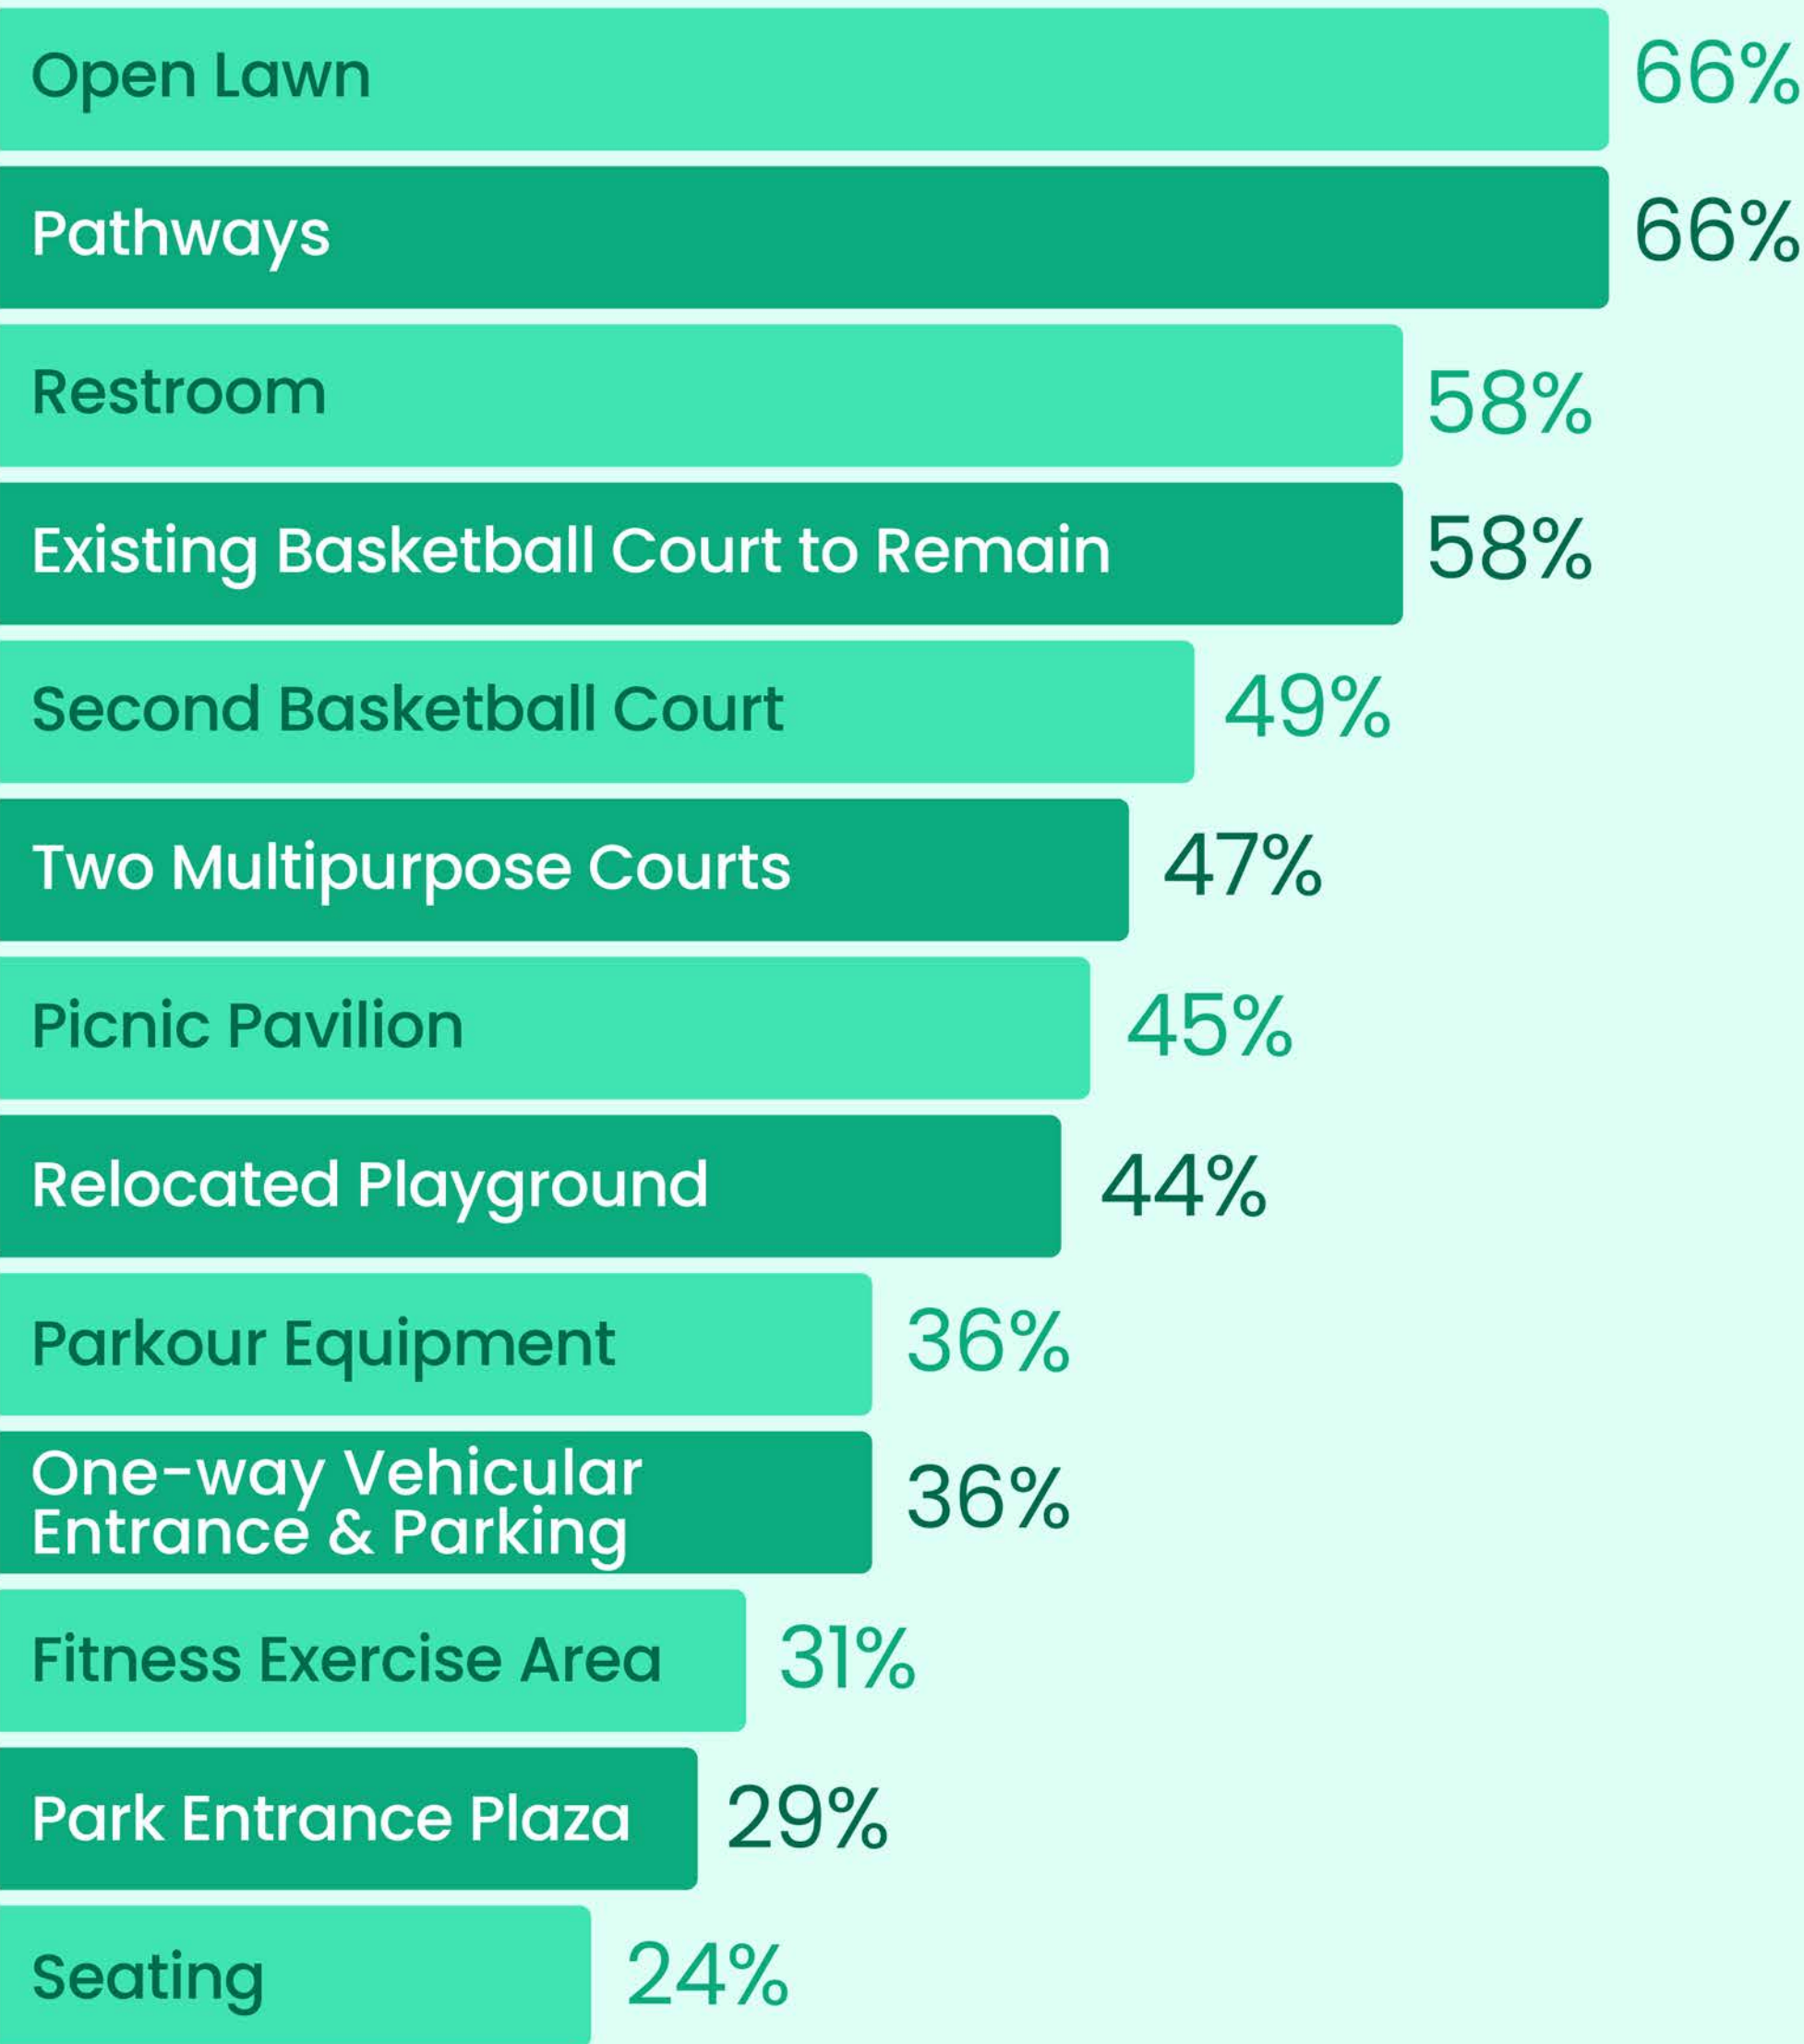 Open Lawn 66%
Pathways 66%
Restroom 58%
Existing Basketball Court to Remain 58%
Second Basketball Court 49%
Two Multipurpose Courts 47%
Picnic Pavilion 45%
Relocated Playground 44%
Parkour Equipment 36%
One-way Vehicular
Entrance & Parking 36%
Fitness Exercise Area 31%
Park Entrance Plaza 29%
Seating 24%